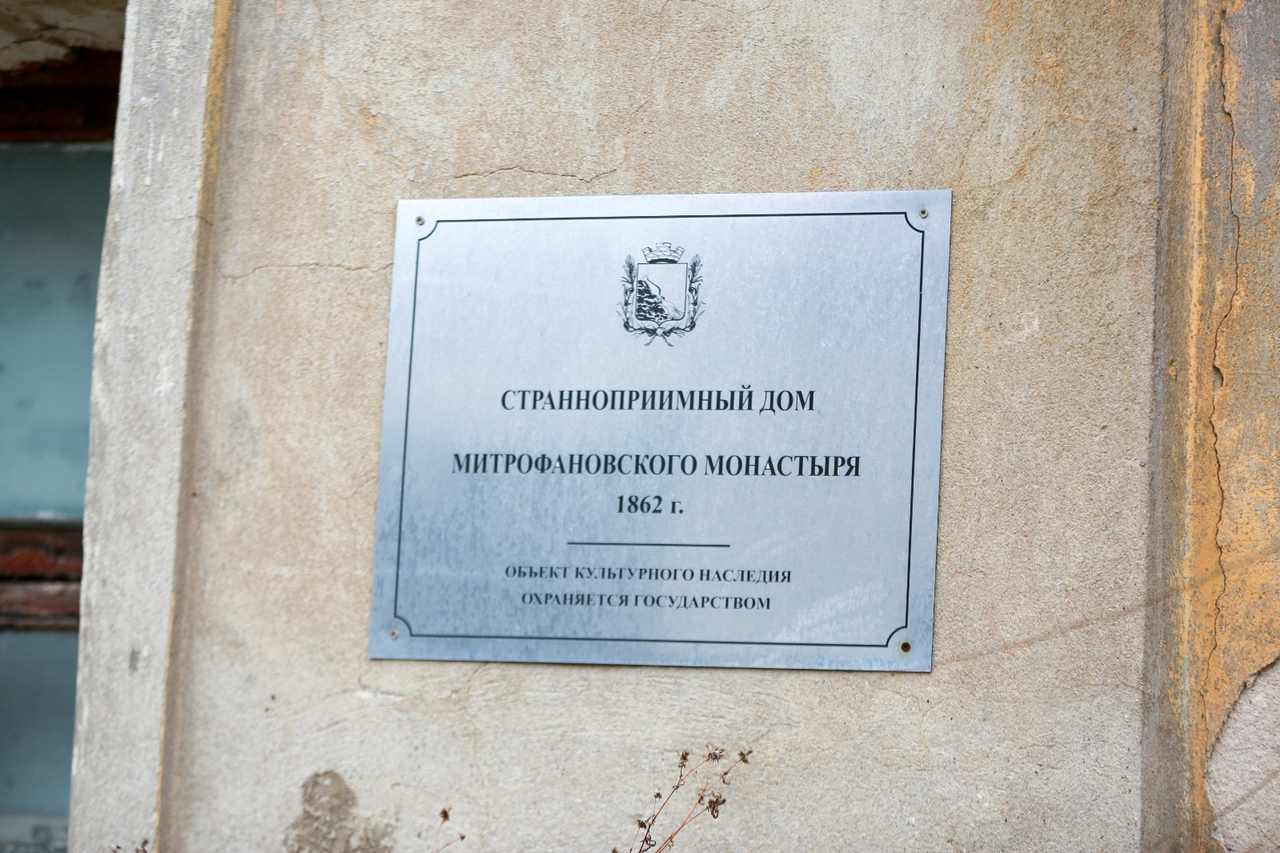 СТРАННОПРИИМНЫЙ ДОМ
МИТРОФАНОВСКОГО МОНАСТЫРЯ
1862 г.
ОБЪЕКТ КУЛЬТУРНОГО НАСЛЕДИЯ
ОХРАНЯЕТСЯ ГОСУДАРСТВОМ